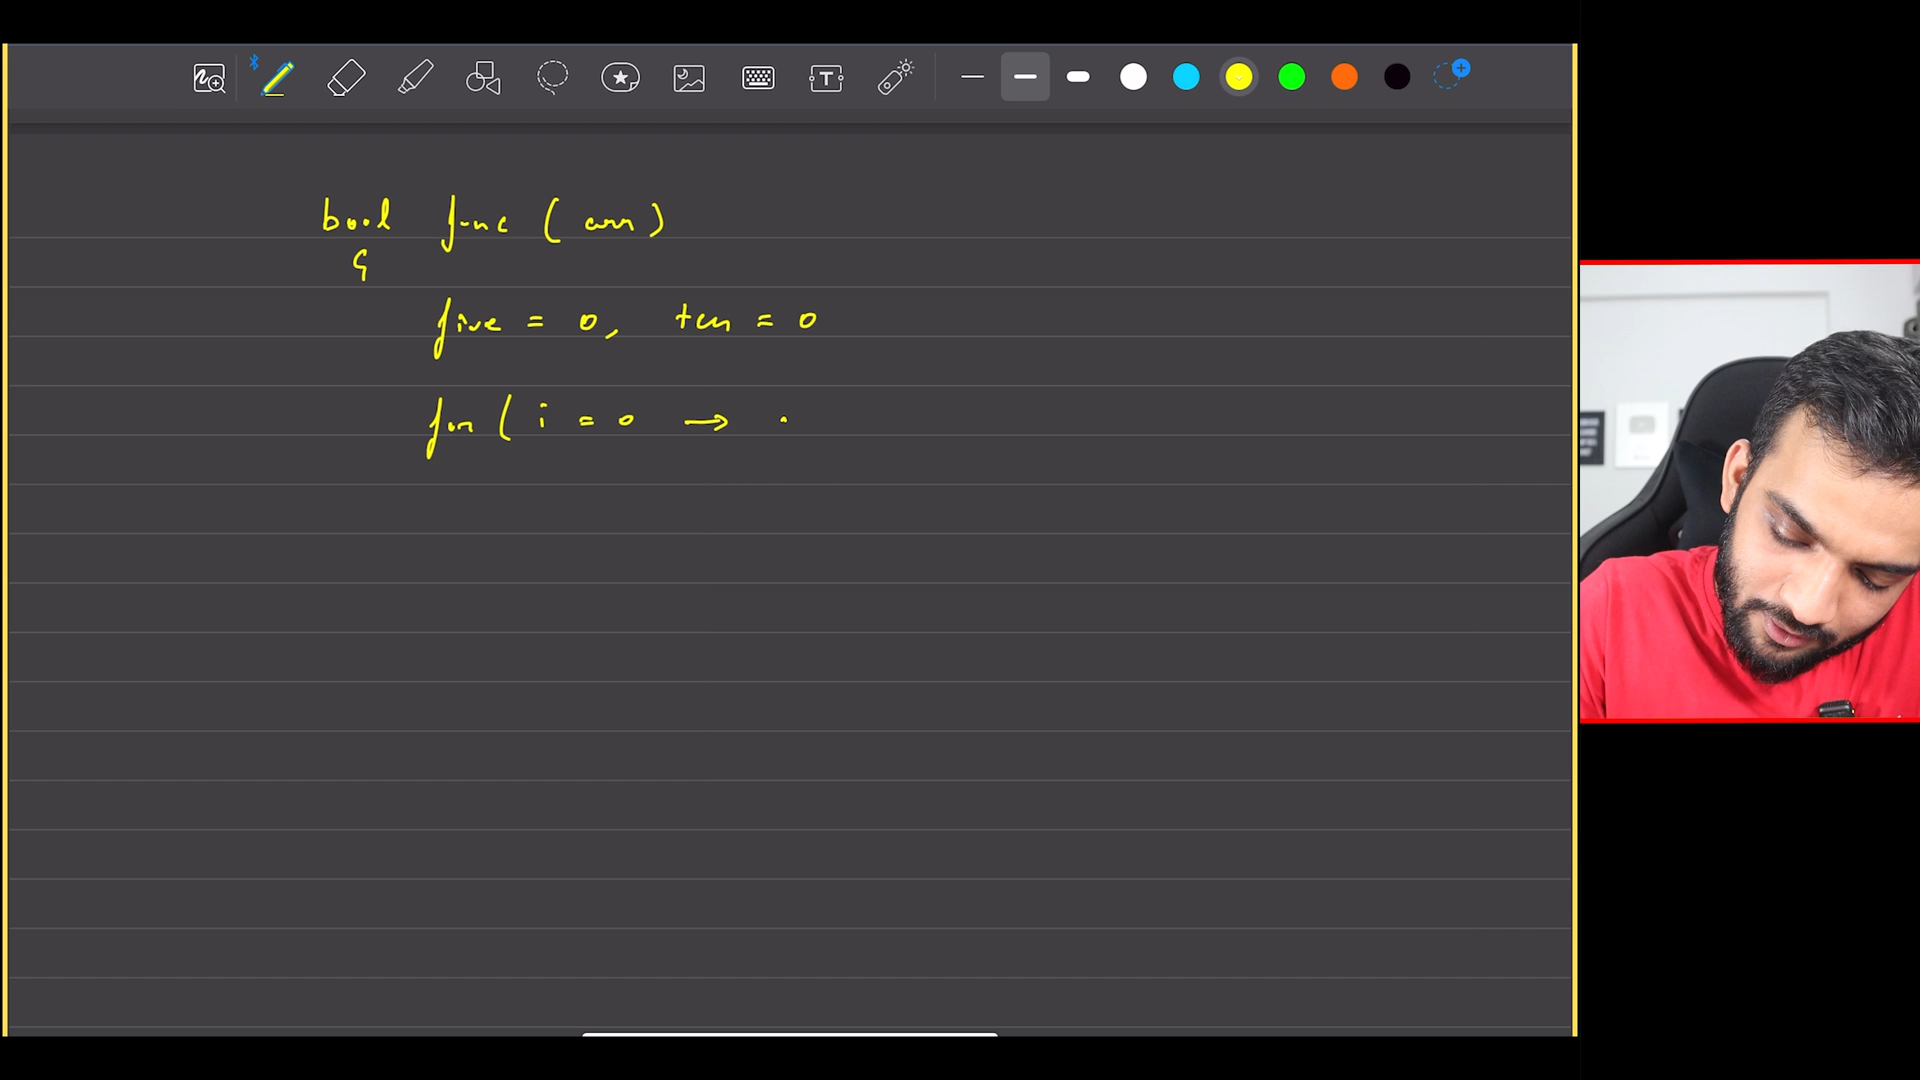 bool func ( arr )
{
five = 0, ten = 0
for ( i = 0 →